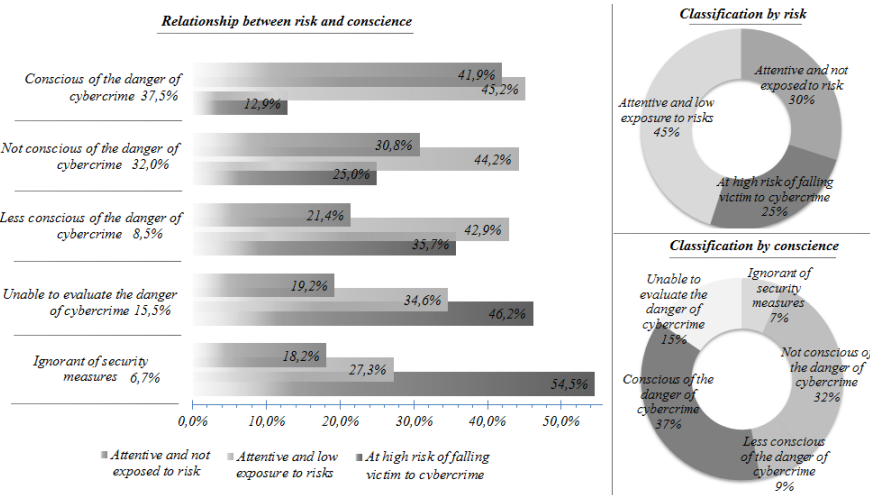 Relationship between risk and conscience
Conscious of the danger of
cybercrime 37,5%
41,9%
45,2%
12,9%
Not conscious of the danger of
cybercrime 32,0%
30,8%
44,2%
25,0%
Less conscious of the danger of
cybercrime 8,5%
21,4%
42,9%
35,7%
Unable to evaluate the danger
of cybercrime 15,5%
19,2%
34,6%
46,2%
Ignorant of security
measures 6,7%
18,2%
27,3%
54,5%
0,0% 10,0% 20,0% 30,0% 40,0% 50,0%
Attentive and not
exposed to risk
Attentive and low
exposure to risks
At high risk of falling
victim to cybercrime
Classification by risk
Attentive and not
exposed to risk
30%
Attentive and low
exposure to risks
45%
At high risk of falling
victim to cybercrime
25%
Classification by conscience
Ignorant of
security
measures
7%
Unable to
evaluate the
danger of
cybercrime
15%
Not conscious of
the danger of
cybercrime
32%
Conscious of the
danger of
cybercrime
37%
Less conscious
of the danger of
cybercrime
9%